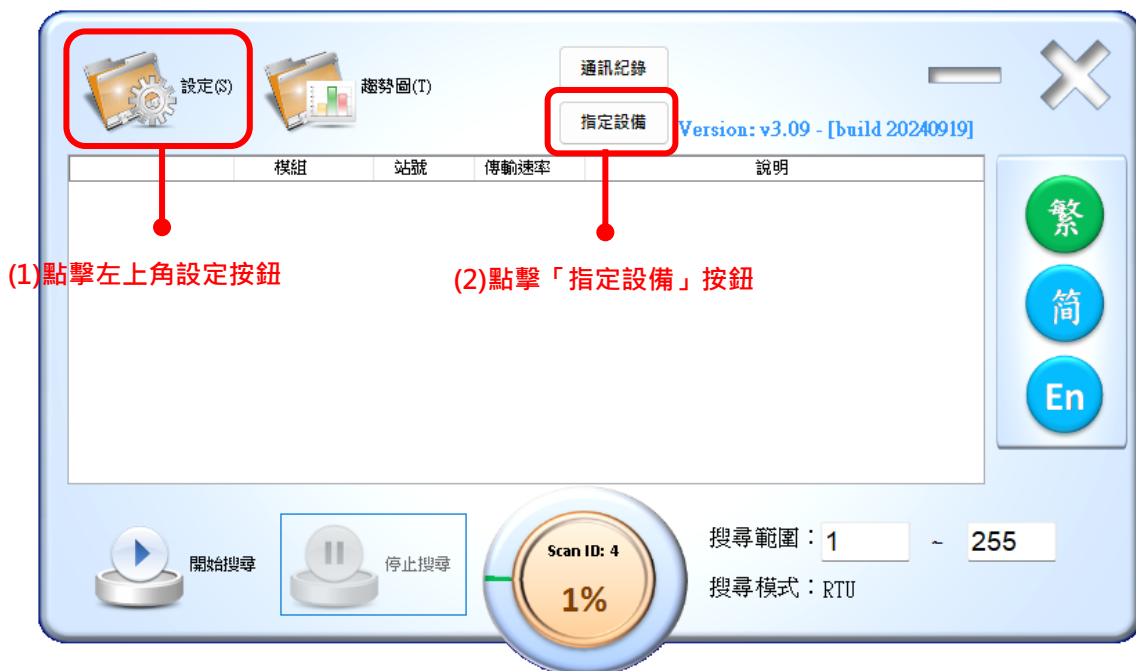 設定(S)
趨勢圖(T)
通訊紀錄
指定設備
Version: v3.09 - [build 20240919]
模組 站號 傳輸速率 說明
(1)點擊左上角設定按鈕
(2)點擊「指定設備」按鈕
繁
简
En
開始搜尋
停止搜尋
Scan ID: 4
1%
搜尋範圍：1 ~ 255
搜尋模式：RTU